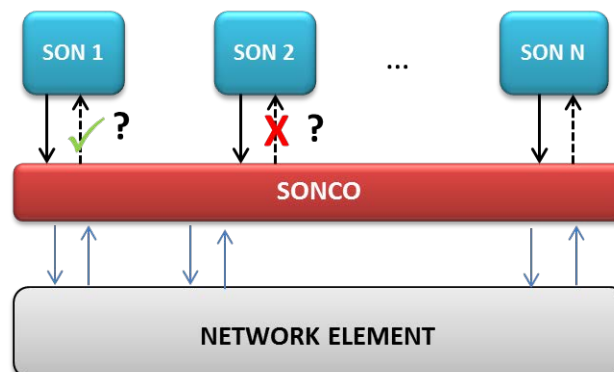 SON 1
SON 2
...
SON N
?
X ?
SONCO
NETWORK ELEMENT